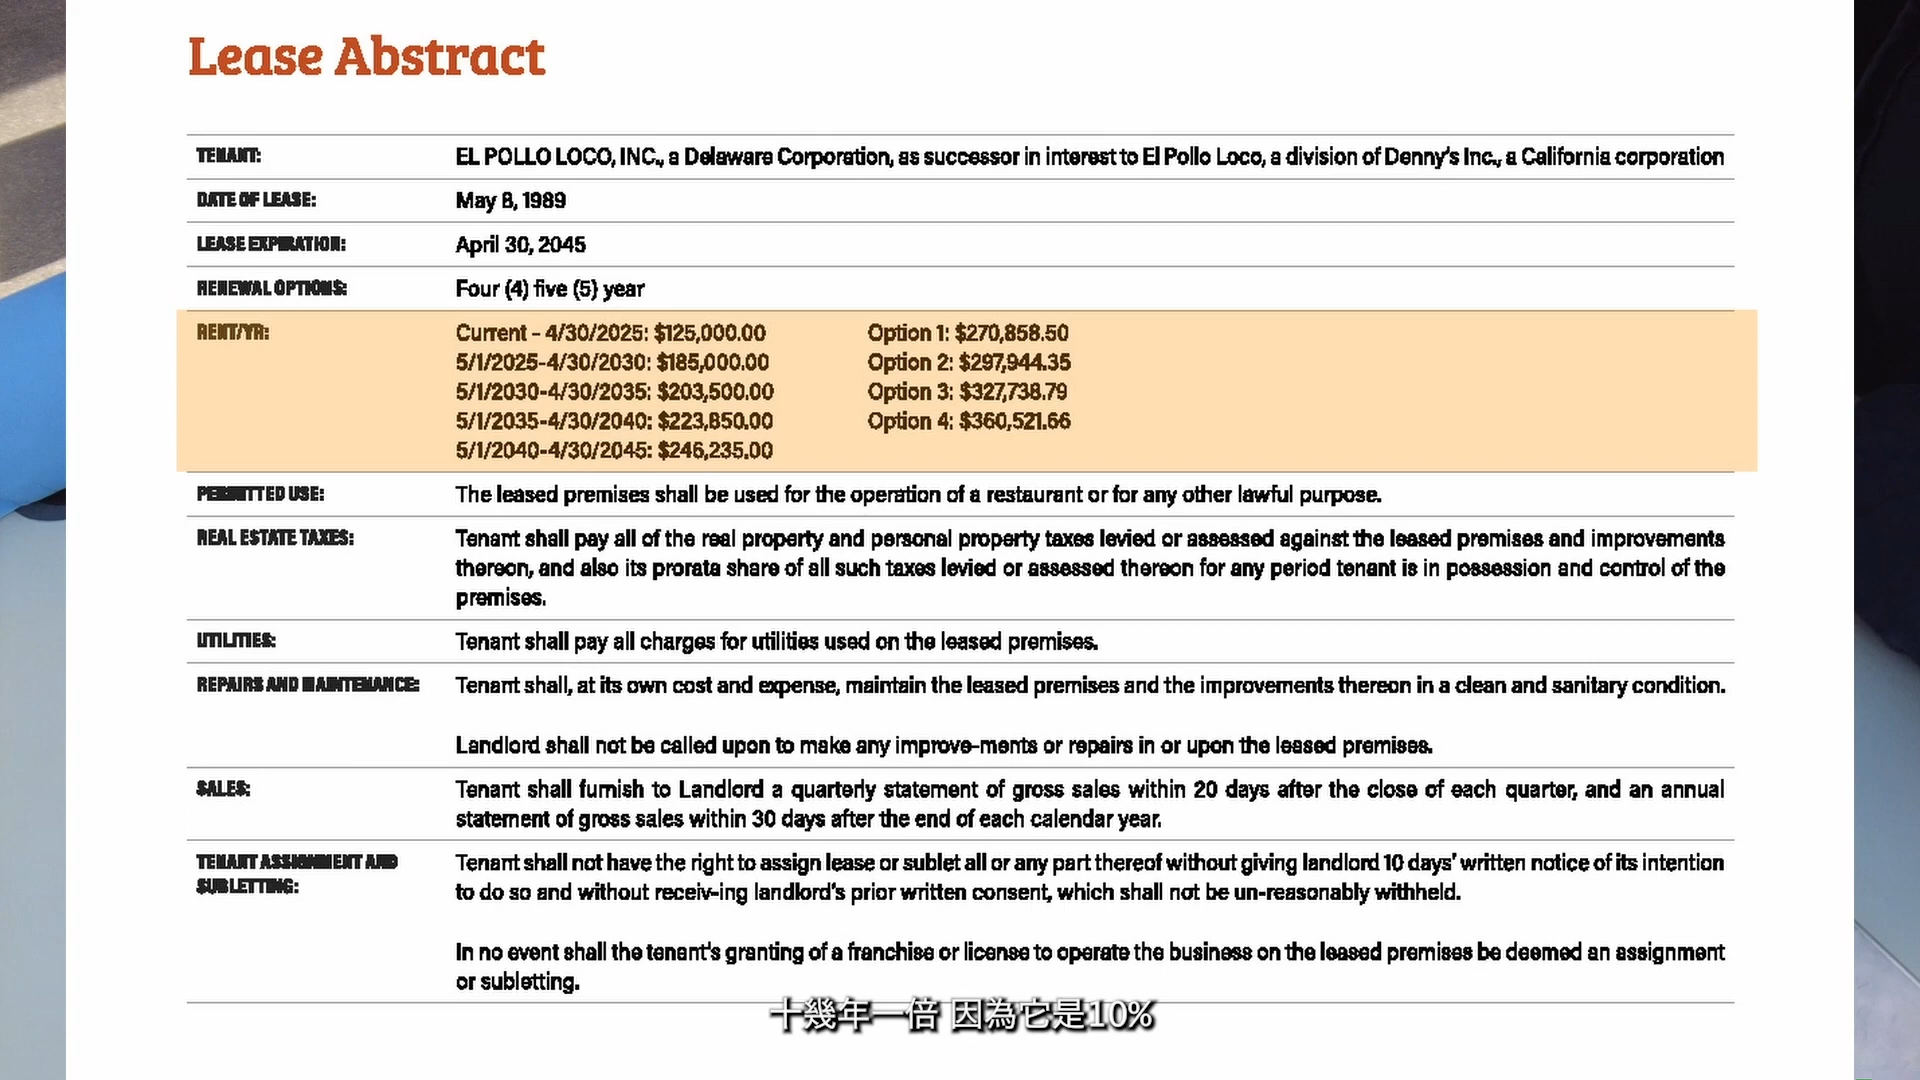 Lease Abstract
TENANT: EL POLLO LOCO, INC., a Delaware Corporation, as successor in interest to El Pollo Loco, a division of Denny's Inc., a California corporation
DATE OF LEASE: May 8, 1989
LEASE EXPIRATION: April 30, 2045
RENEWAL OPTIONS: Four (4) five (5) year
RENT/YR: Current - 4/30/2025: $125,000.00 Option 1: $270,858.50
5/1/2025-4/30/2030: $185,000.00 Option 2: $297,944.35
5/1/2030-4/30/2035: $203,500.00 Option 3: $327,738.79
5/1/2035-4/30/2040: $223,850.00 Option 4: $360,521.66
5/1/2040-4/30/2045: $246,235.00
PERMITTED USE: The leased premises shall be used for the operation of a restaurant or for any other lawful purpose.
REAL ESTATE TAXES: Tenant shall pay all of the real property and personal property taxes levied or assessed against the leased premises and improvements
thereon, and also its prorata share of all such taxes levied or assessed thereon for any period tenant is in possession and control of the
premises.
UTILITIES: Tenant shall pay all charges for utilities used on the leased premises.
REPAIRS AND MAINTENANCE: Tenant shall, at its own cost and expense, maintain the leased premises and the improvements thereon in a clean and sanitary condition.
Landlord shall not be called upon to make any improve-ments or repairs in or upon the leased premises.
SALES: Tenant shall furnish to Landlord a quarterly statement of gross sales within 20 days after the close of each quarter, and an annual
statement of gross sales within 30 days after the end of each calendar year.
TENANT ASSIGNMENT AND Tenant shall not have the right to assign lease or sublet all or any part thereof without giving landlord 10 days' written notice of its intention
SUBLETTING: to do so and without receiv-ing landlord's prior written consent, which shall not be un-reasonably withheld.
In no event shall the tenant's granting of a franchise or license to operate the business on the leased premises be deemed an assignment
or subletting.
十幾年一倍 因為它是10%